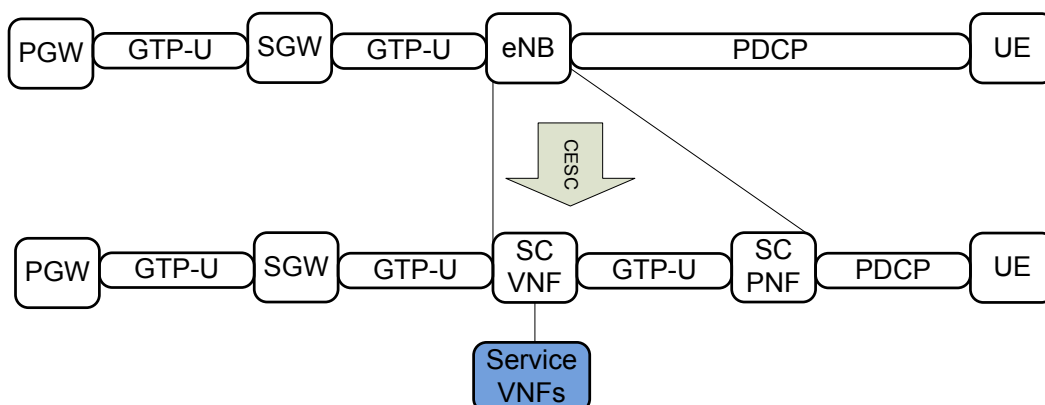 PGW
GTP-U
SGW
GTP-U
eNB
PDCP
UE
CESC
PGW
GTP-U
SGW
GTP-U
SC
VNF
GTP-U
SC
PNF
PDCP
UE
Service
VNFs